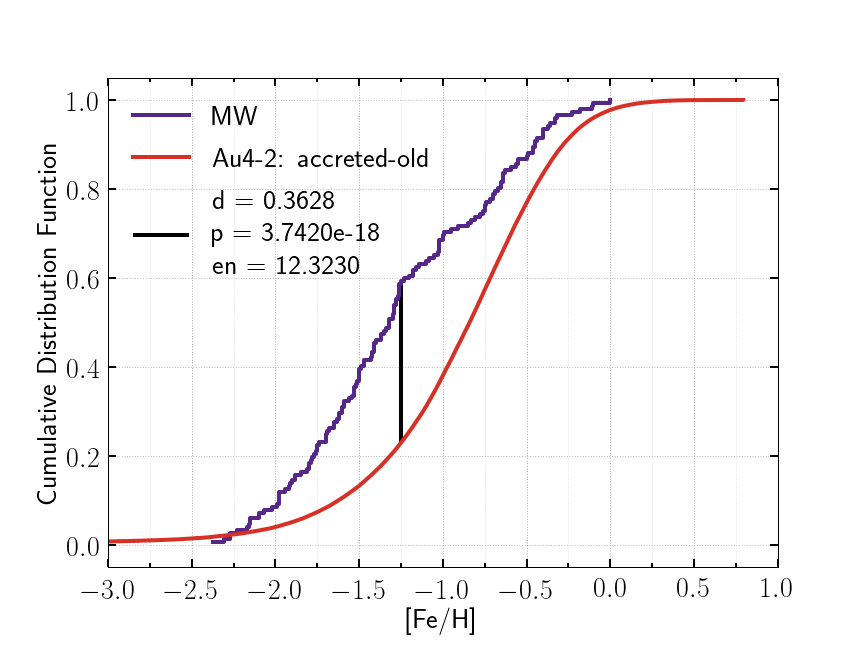 MW
Au4-2: accreted-old
d = 0.3628
p = 3.7420e-18
en = 12.3230
Cumulative Distribution Function
1.0
0.8
0.6
0.4
0.2
0.0
−3.0 −2.5 −2.0 −1.5 −1.0 −0.5 0.0 0.5 1.0
[Fe/H]